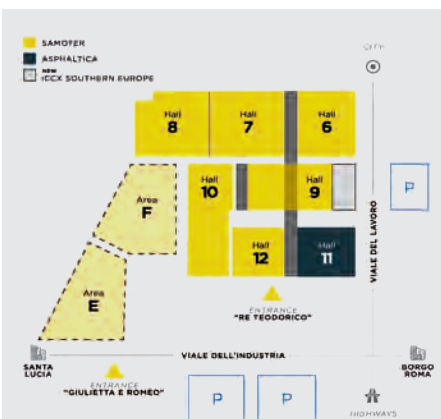 SAMOTER
ASPHALTICA
NEW
ICCX SOUTHERN EUROPE
CITY
Hall
8
Hall
7
Hall
6
P
Hall
10
Hall
9
Area
F
VIALE DEL LAVORO
Hall
12
Hall
11
Area
E
ENTRANCE
"RE TEODORICO"
VIALE DELL'INDUSTRIA
SANTA
LUCIA
BORGO
ROMA
ENTRANCE
"GIULIETTA E ROMEO"
P
P
HIGHWAYS